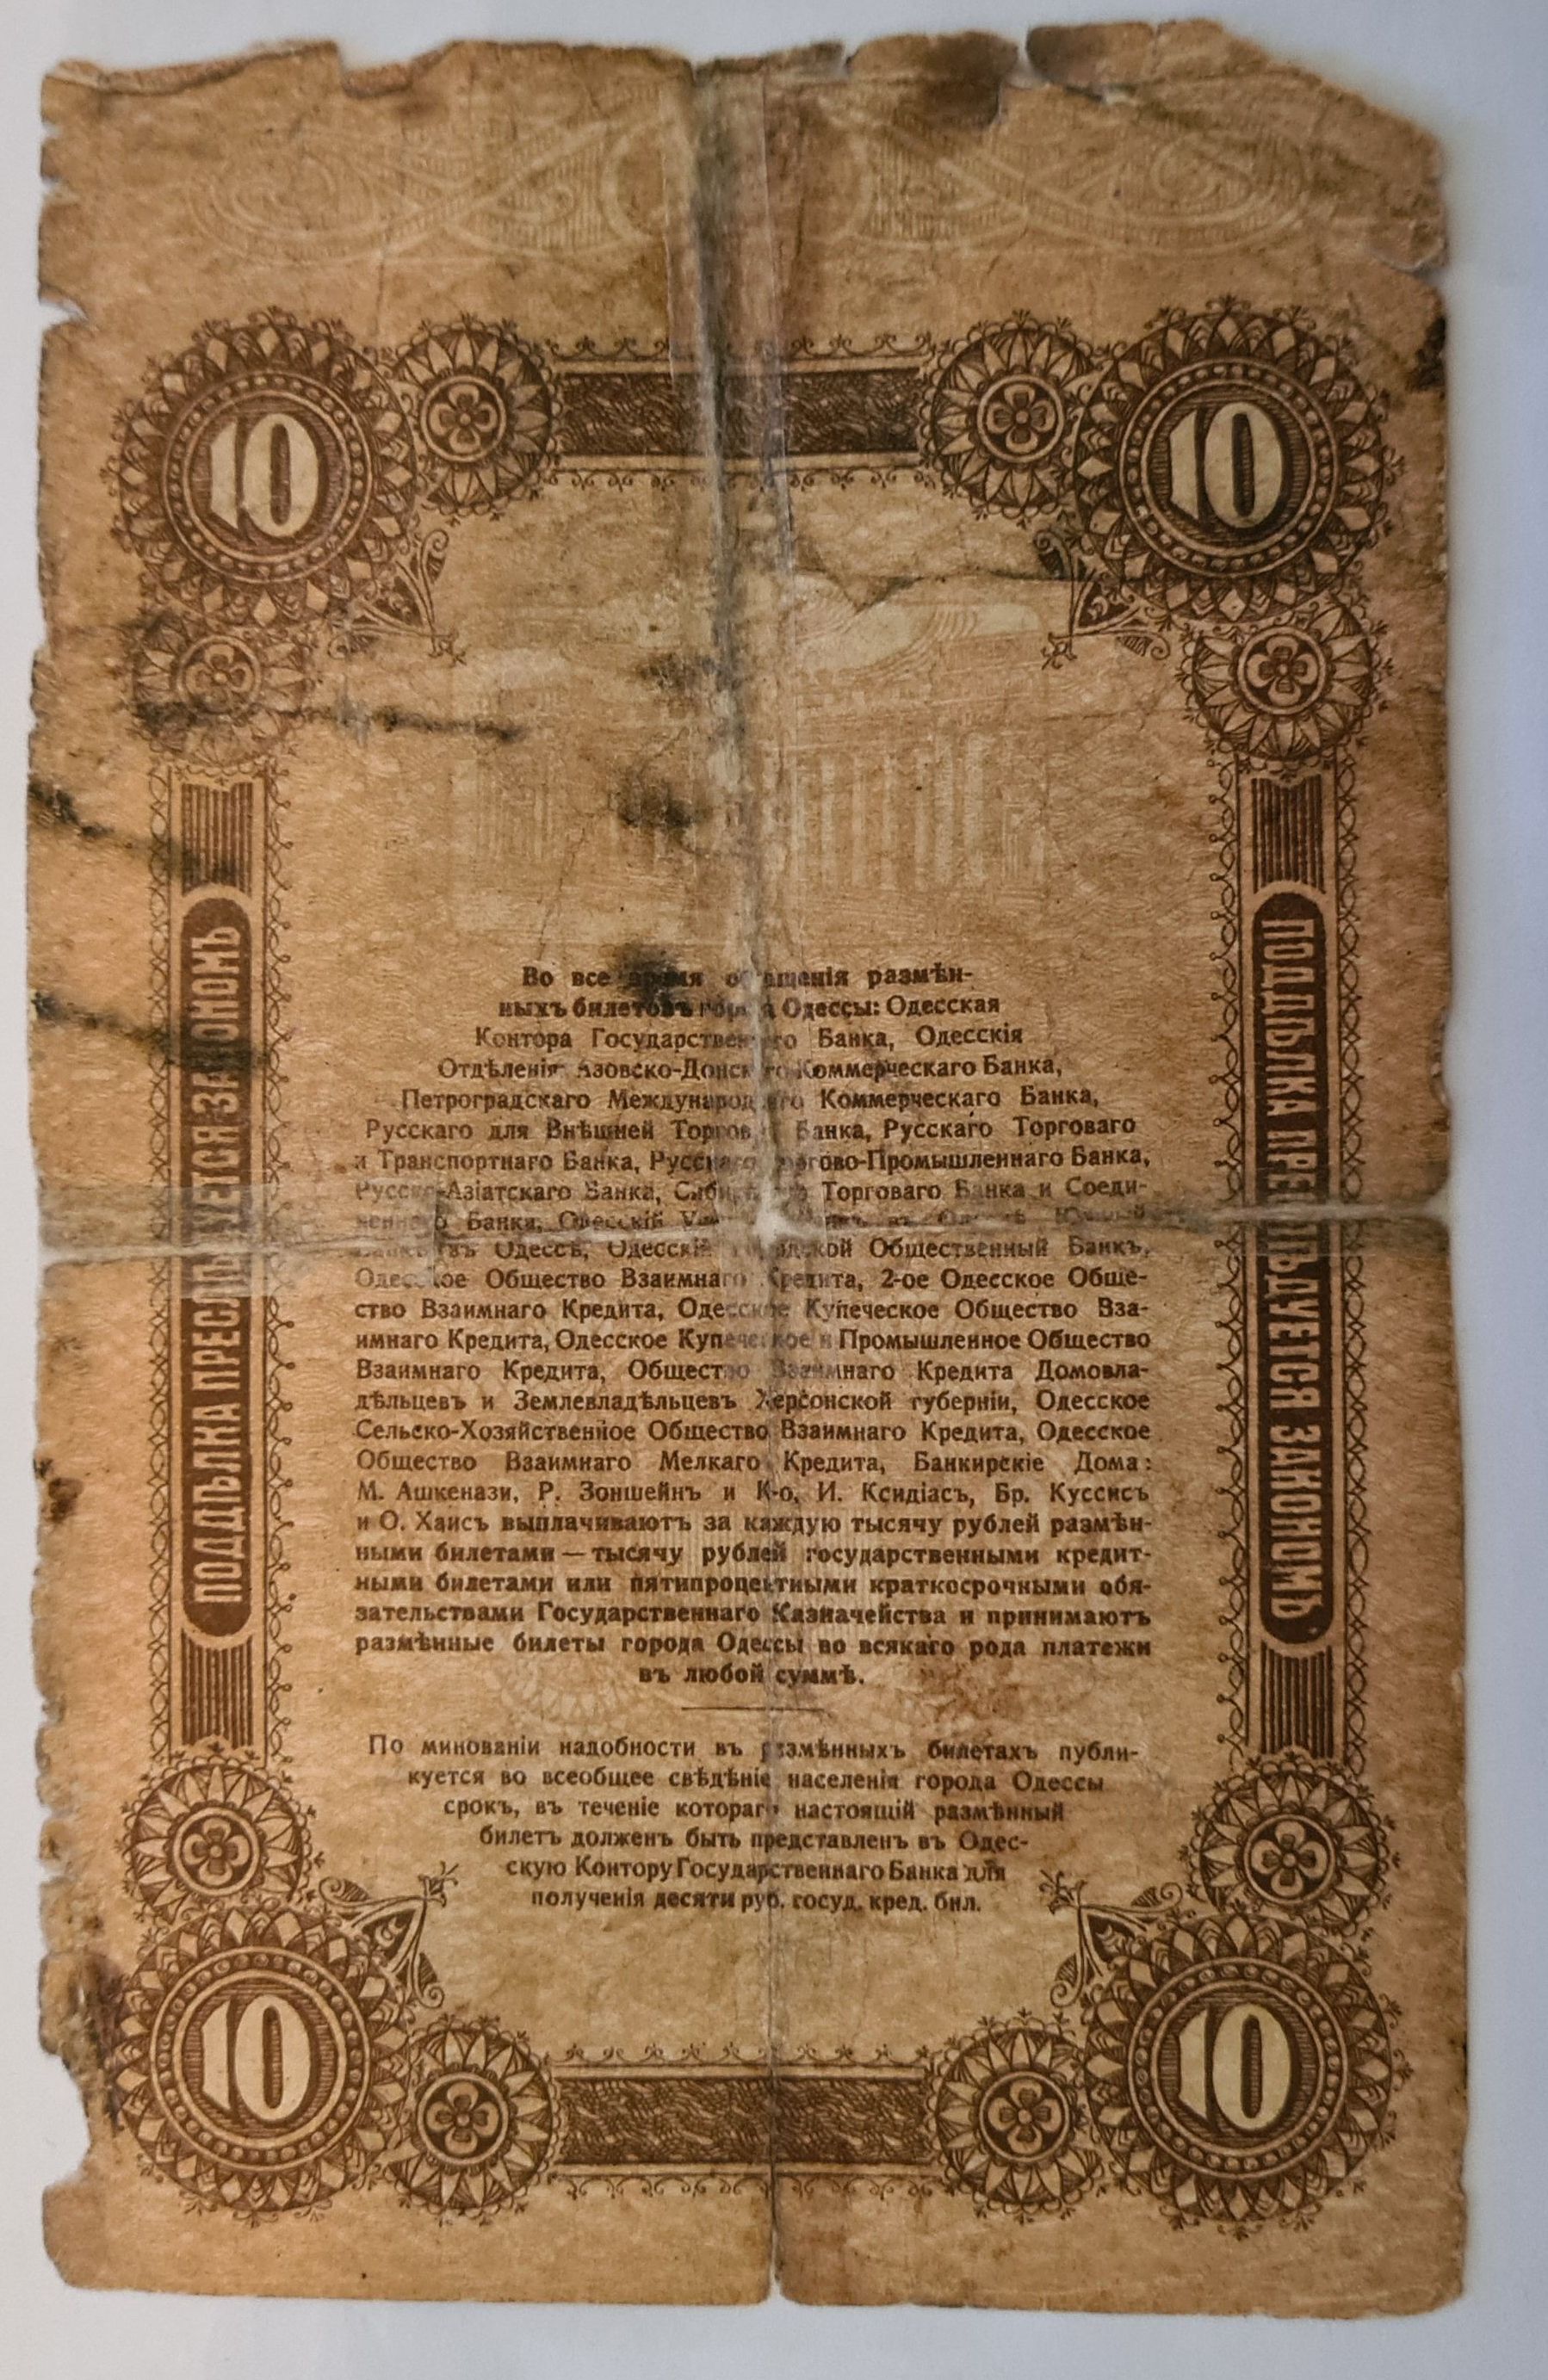 10
10
ПОДДѢЛКА ПРЕСЛѢДУЕТСЯ ЗАКОНОМЪ
ПОДДѢЛКА ПРЕСЛѢДУЕТСЯ ЗАКОНОМЪ
Во все время обращенія размѣн-
ныхъ билетовъ города Одессы: Одесская
Контора Государственнаго Банка, Одесскія
Отдѣленія Азовско-Донского Коммерческаго Банка,
Петроградскаго Международнаго Коммерческаго Банка,
Русскаго для Внѣшней Торговли Банка, Русскаго Торговаго
и Транспортнаго Банка, Русскаго Торгово-Промышленнаго Банка,
Русско-Азіатскаго Банка, Торговаго Банка и Соеди-
неннаго Банка, Одесскій
Одессѣ, Одесскій Городской Общественный Банкъ,
Одесское Общество Взаимнаго Кредита, 2-ое Одесское Обще-
ство Взаимнаго Кредита, Одесское Купеческое Общество Вза-
имнаго Кредита, Одесское Купеческое и Промышленное Общество
Взаимнаго Кредита, Общество Взаимнаго Кредита Домовла-
дѣльцевъ и Землевладѣльцевъ Херсонской губерніи, Одесское
Сельско-Хозяйственное Общество Взаимнаго Кредита, Одесское
Общество Взаимнаго Мелкаго Кредита, Банкирскіе Дома:
М. Ашкенази, Р. Зоншейнъ и К-о, И. Ксидіасъ, Бр. Куссисъ
и О. Хаисъ выплачиваютъ за каждую тысячу рублей размѣн-
ными билетами — тысячу рублей государственными кредит-
ными билетами или пятипроцентными краткосрочными обя-
зательствами Государственнаго Казначейства и принимаютъ
размѣнные билеты города Одессы во всякаго рода платежи
въ любой суммѣ.
По минованіи надобности въ размѣнныхъ билетахъ публи-
куется во всеобщее свѣдѣніе населенія города Одессы
срокъ, въ теченіе котораго настоящій размѣнный
билетъ долженъ быть представленъ въ Одес-
скую Контору Государственнаго Банка для
полученія десяти руб. госуд. кред. бил.
10
10